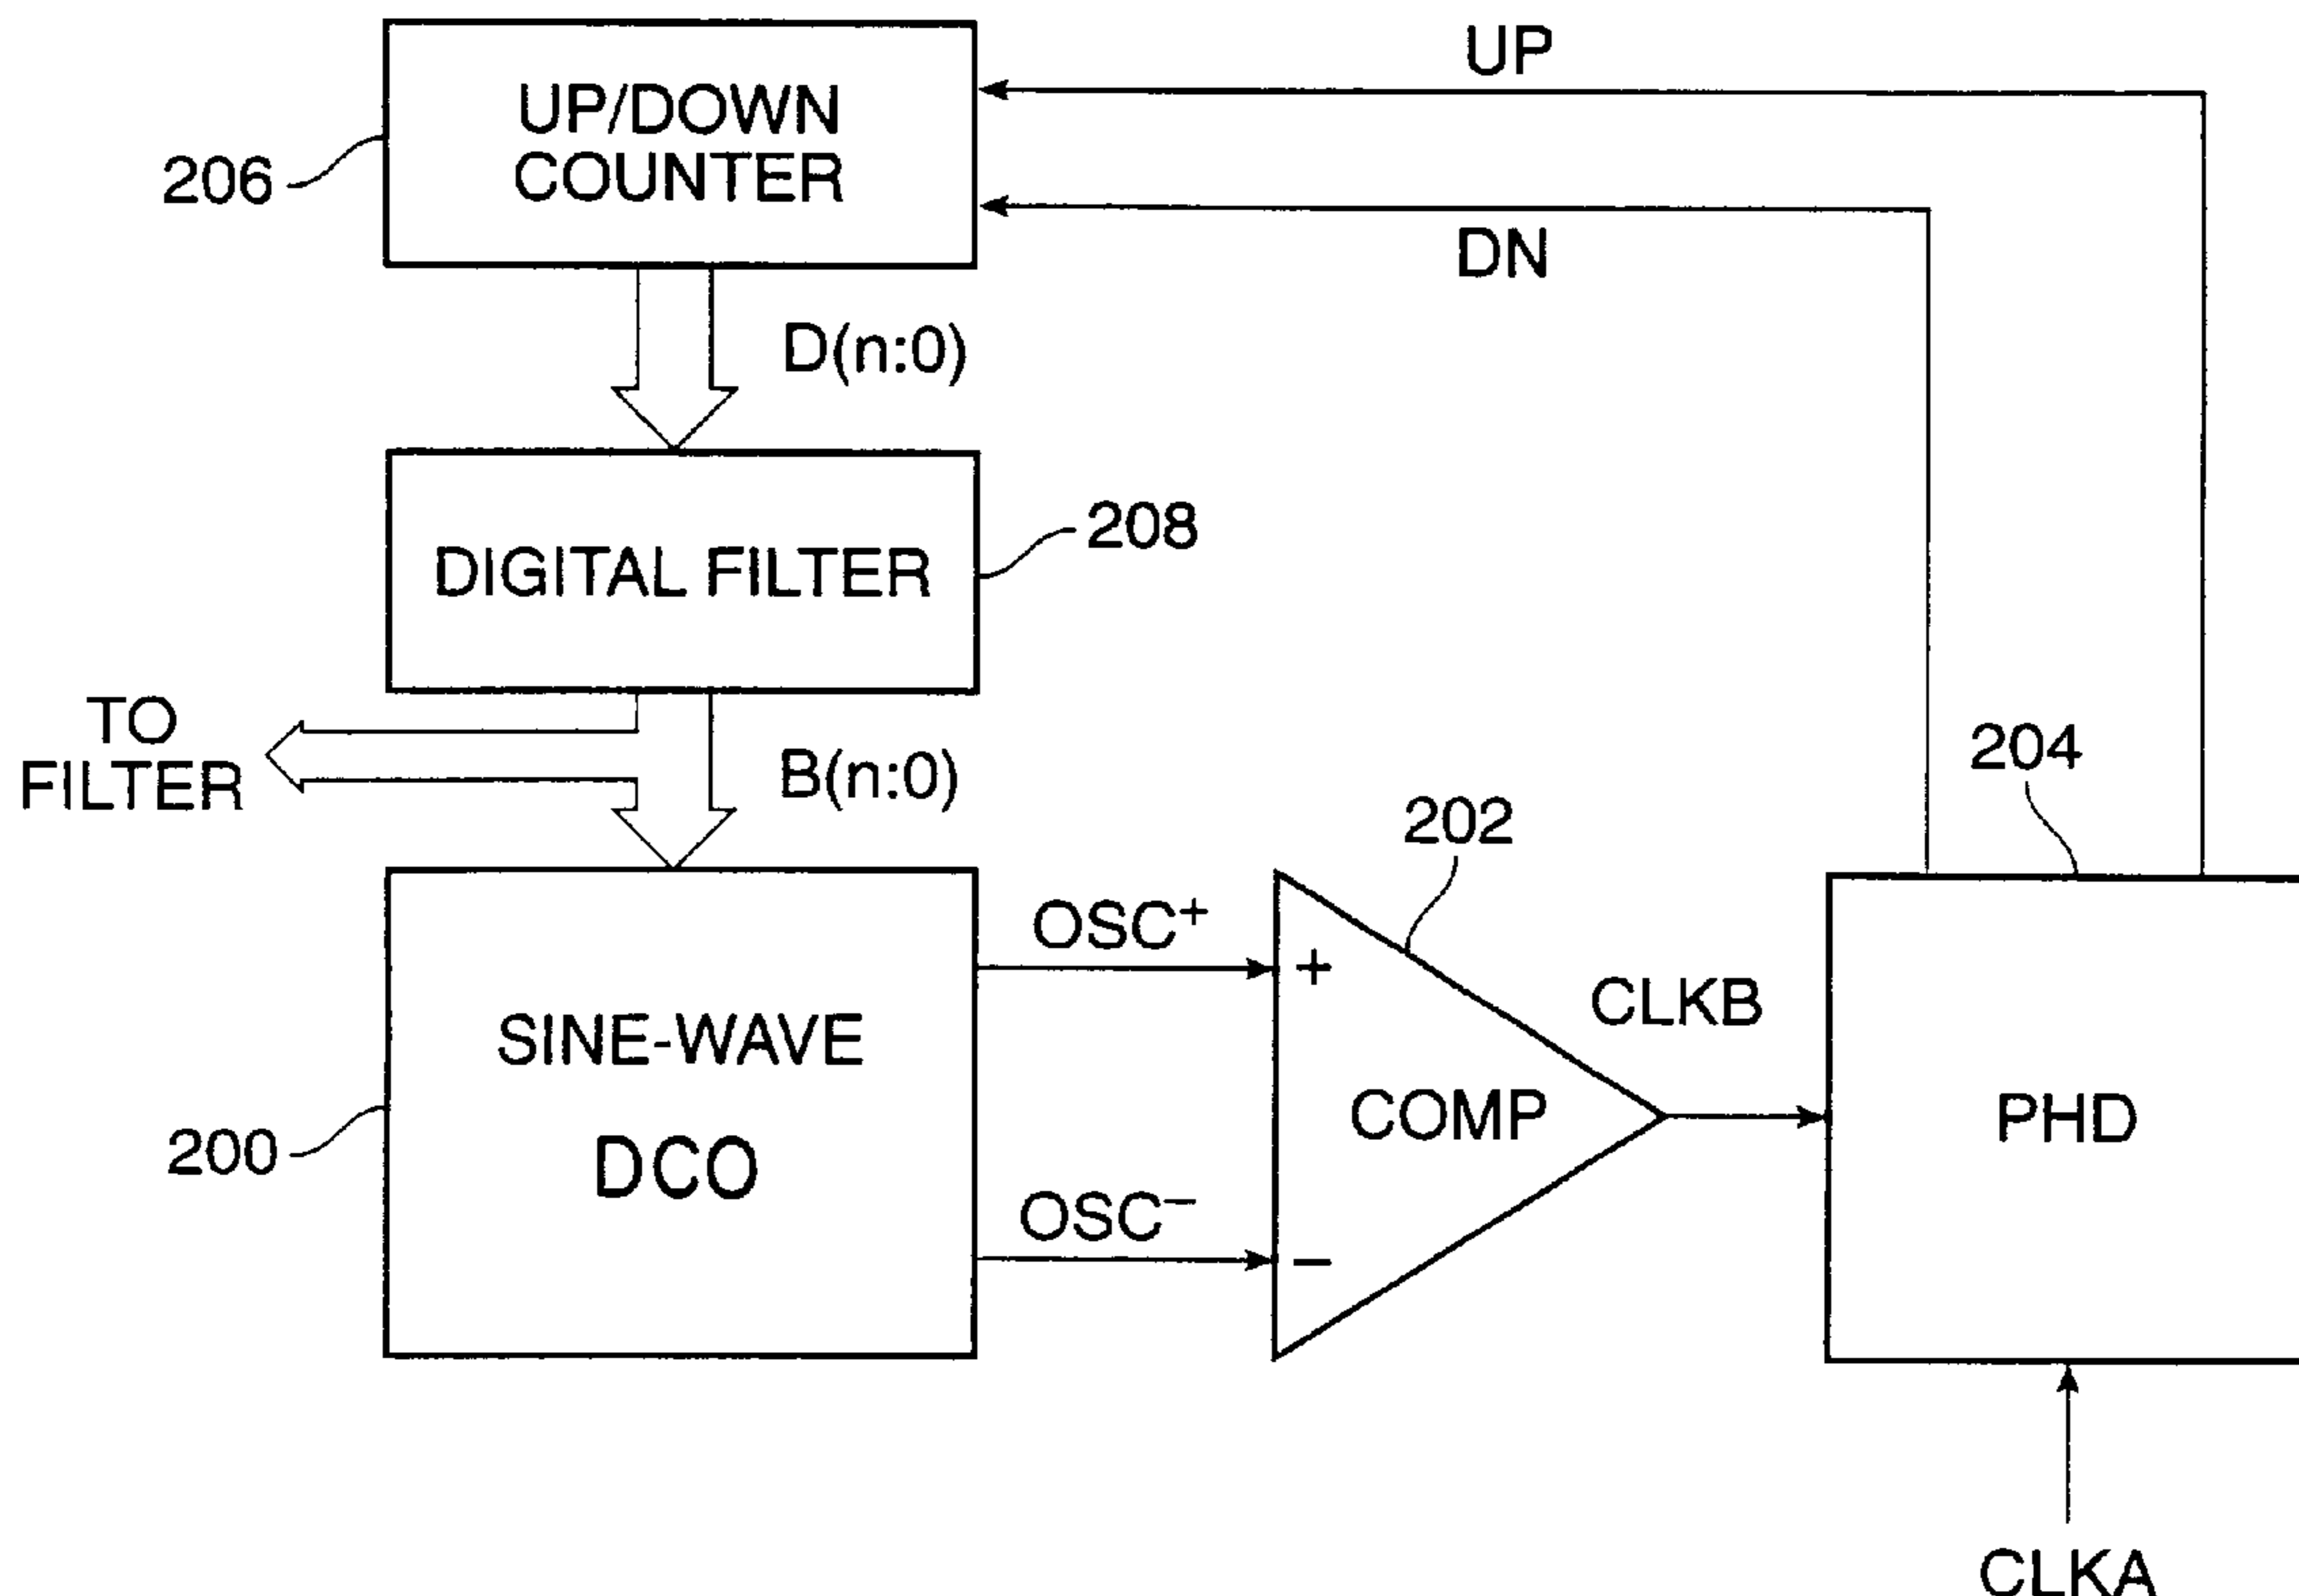 UP
UP/DOWN
COUNTER
206
DN
D(n:0)
208
DIGITAL FILTER
TO
FILTER
B(n:0)
204
202
OSC+
+
CLKB
SINE-WAVE
COMP
PHD
200
DCO
OSC−
−
CLKA